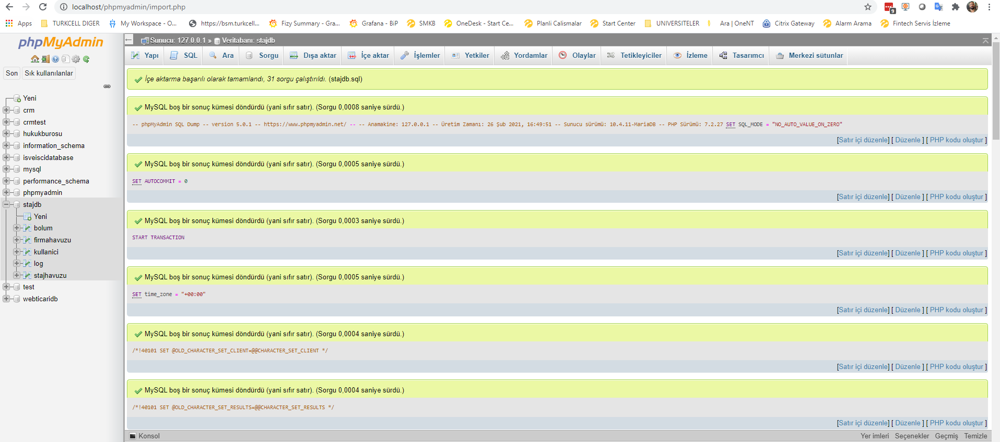 localhost/phpmyadmin/import.php
9
Apps TURKCELL DIGER My Workspace - O... https://bsm.turkcell... Fizy Summary - Gra... Grafana - BiP SMKB OneDesk - Start Ce... Planli Calismalar Start Center UNIVERSITELER Ara | OneNT Citrix Gateway Alarm Arama Fintech Servis İzleme
phpMyAdmin
Son Sık kullanılanlar
Yeni
crm
crmtest
hukukburosu
information_schema
isveiscidatabase
mysql
performance_schema
phpmyadmin
stajdb
Yeni
bolum
firmahavuzu
kullanici
log
stajhavuzu
test
webticaridb
Sunucu: 127.0.0.1 » Veritabanı: stajdb
Yapı SQL Ara Sorgu Dışa aktar İçe aktar İşlemler Yetkiler Yordamlar Olaylar Tetikleyiciler İzleme Tasarımcı Merkezi sütunlar
İçe aktarma başarılı olarak tamamlandı, 31 sorgu çalıştırıldı. (stajdb.sql)
MySQL boş bir sonuç kümesi döndürdü (yani sıfır satır). (Sorgu 0,0008 saniye sürdü.)
-- phpMyAdmin SQL Dump -- version 5.0.1 -- https://www.phpmyadmin.net/ -- -- Anamakine: 127.0.0.1 -- Üretim Zamanı: 26 Şub 2021, 16:49:51 -- Sunucu sürümü: 10.4.11-MariaDB -- PHP Sürümü: 7.2.27 SET SQL_MODE = "NO_AUTO_VALUE_ON_ZERO"
[Satır içi düzenle] [ Düzenle ] [ PHP kodu oluştur ]
MySQL boş bir sonuç kümesi döndürdü (yani sıfır satır). (Sorgu 0,0005 saniye sürdü.)
SET AUTOCOMMIT = 0
[Satır içi düzenle] [ Düzenle ] [ PHP kodu oluştur ]
MySQL boş bir sonuç kümesi döndürdü (yani sıfır satır). (Sorgu 0,0003 saniye sürdü.)
START TRANSACTION
[Satır içi düzenle] [ Düzenle ] [ PHP kodu oluştur ]
MySQL boş bir sonuç kümesi döndürdü (yani sıfır satır). (Sorgu 0,0005 saniye sürdü.)
SET time_zone = "+00:00"
[Satır içi düzenle] [ Düzenle ] [ PHP kodu oluştur ]
MySQL boş bir sonuç kümesi döndürdü (yani sıfır satır). (Sorgu 0,0004 saniye sürdü.)
/*!40101 SET @OLD_CHARACTER_SET_CLIENT=@@CHARACTER_SET_CLIENT */
[Satır içi düzenle] [ Düzenle ] [ PHP kodu oluştur ]
MySQL boş bir sonuç kümesi döndürdü (yani sıfır satır). (Sorgu 0,0004 saniye sürdü.)
/*!40101 SET @OLD_CHARACTER_SET_RESULTS=@@CHARACTER_SET_RESULTS */
[Satır içi düzenle] [ Düzenle ] [ PHP kodu oluştur ]
Konsol Yer imleri Seçenekler Geçmiş Temizle